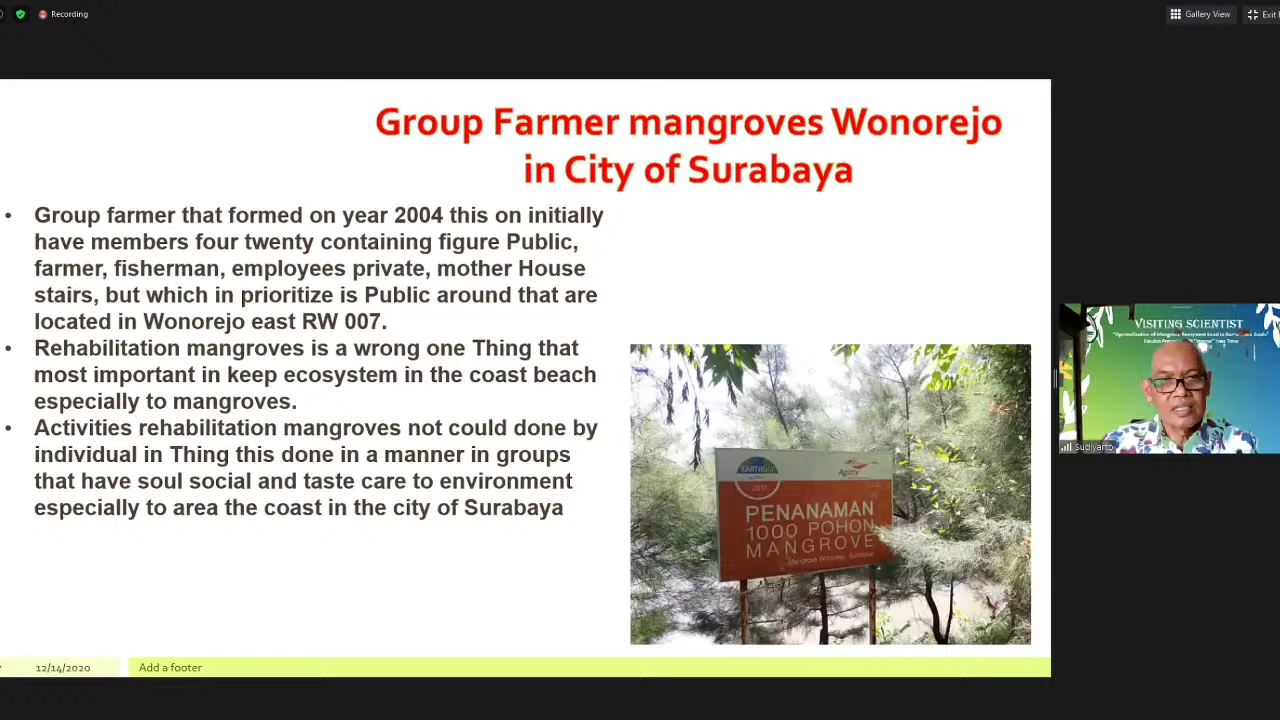 Recording
Gallery View
Exit
Group Farmer mangroves Wonorejo
in City of Surabaya
• Group farmer that formed on year 2004 this on initially
have members four twenty containing figure Public,
farmer, fisherman, employees private, mother House
stairs, but which in prioritize is Public around that are
located in Wonorejo east RW 007.
• Rehabilitation mangroves is a wrong one Thing that
most important in keep ecosystem in the coast beach
especially to mangroves.
• Activities rehabilitation mangroves not could done by
individual in Thing this done in a manner in groups
that have soul social and taste care to environment
especially to area the coast in the city of Surabaya
EARTHDAY
PENANAMAN
1000 POHON
MANGROVE
Mangrove Wonorejo, Surabaya
VISITING SCIENTIST
Sudiyarto
12/14/2020
Add a footer